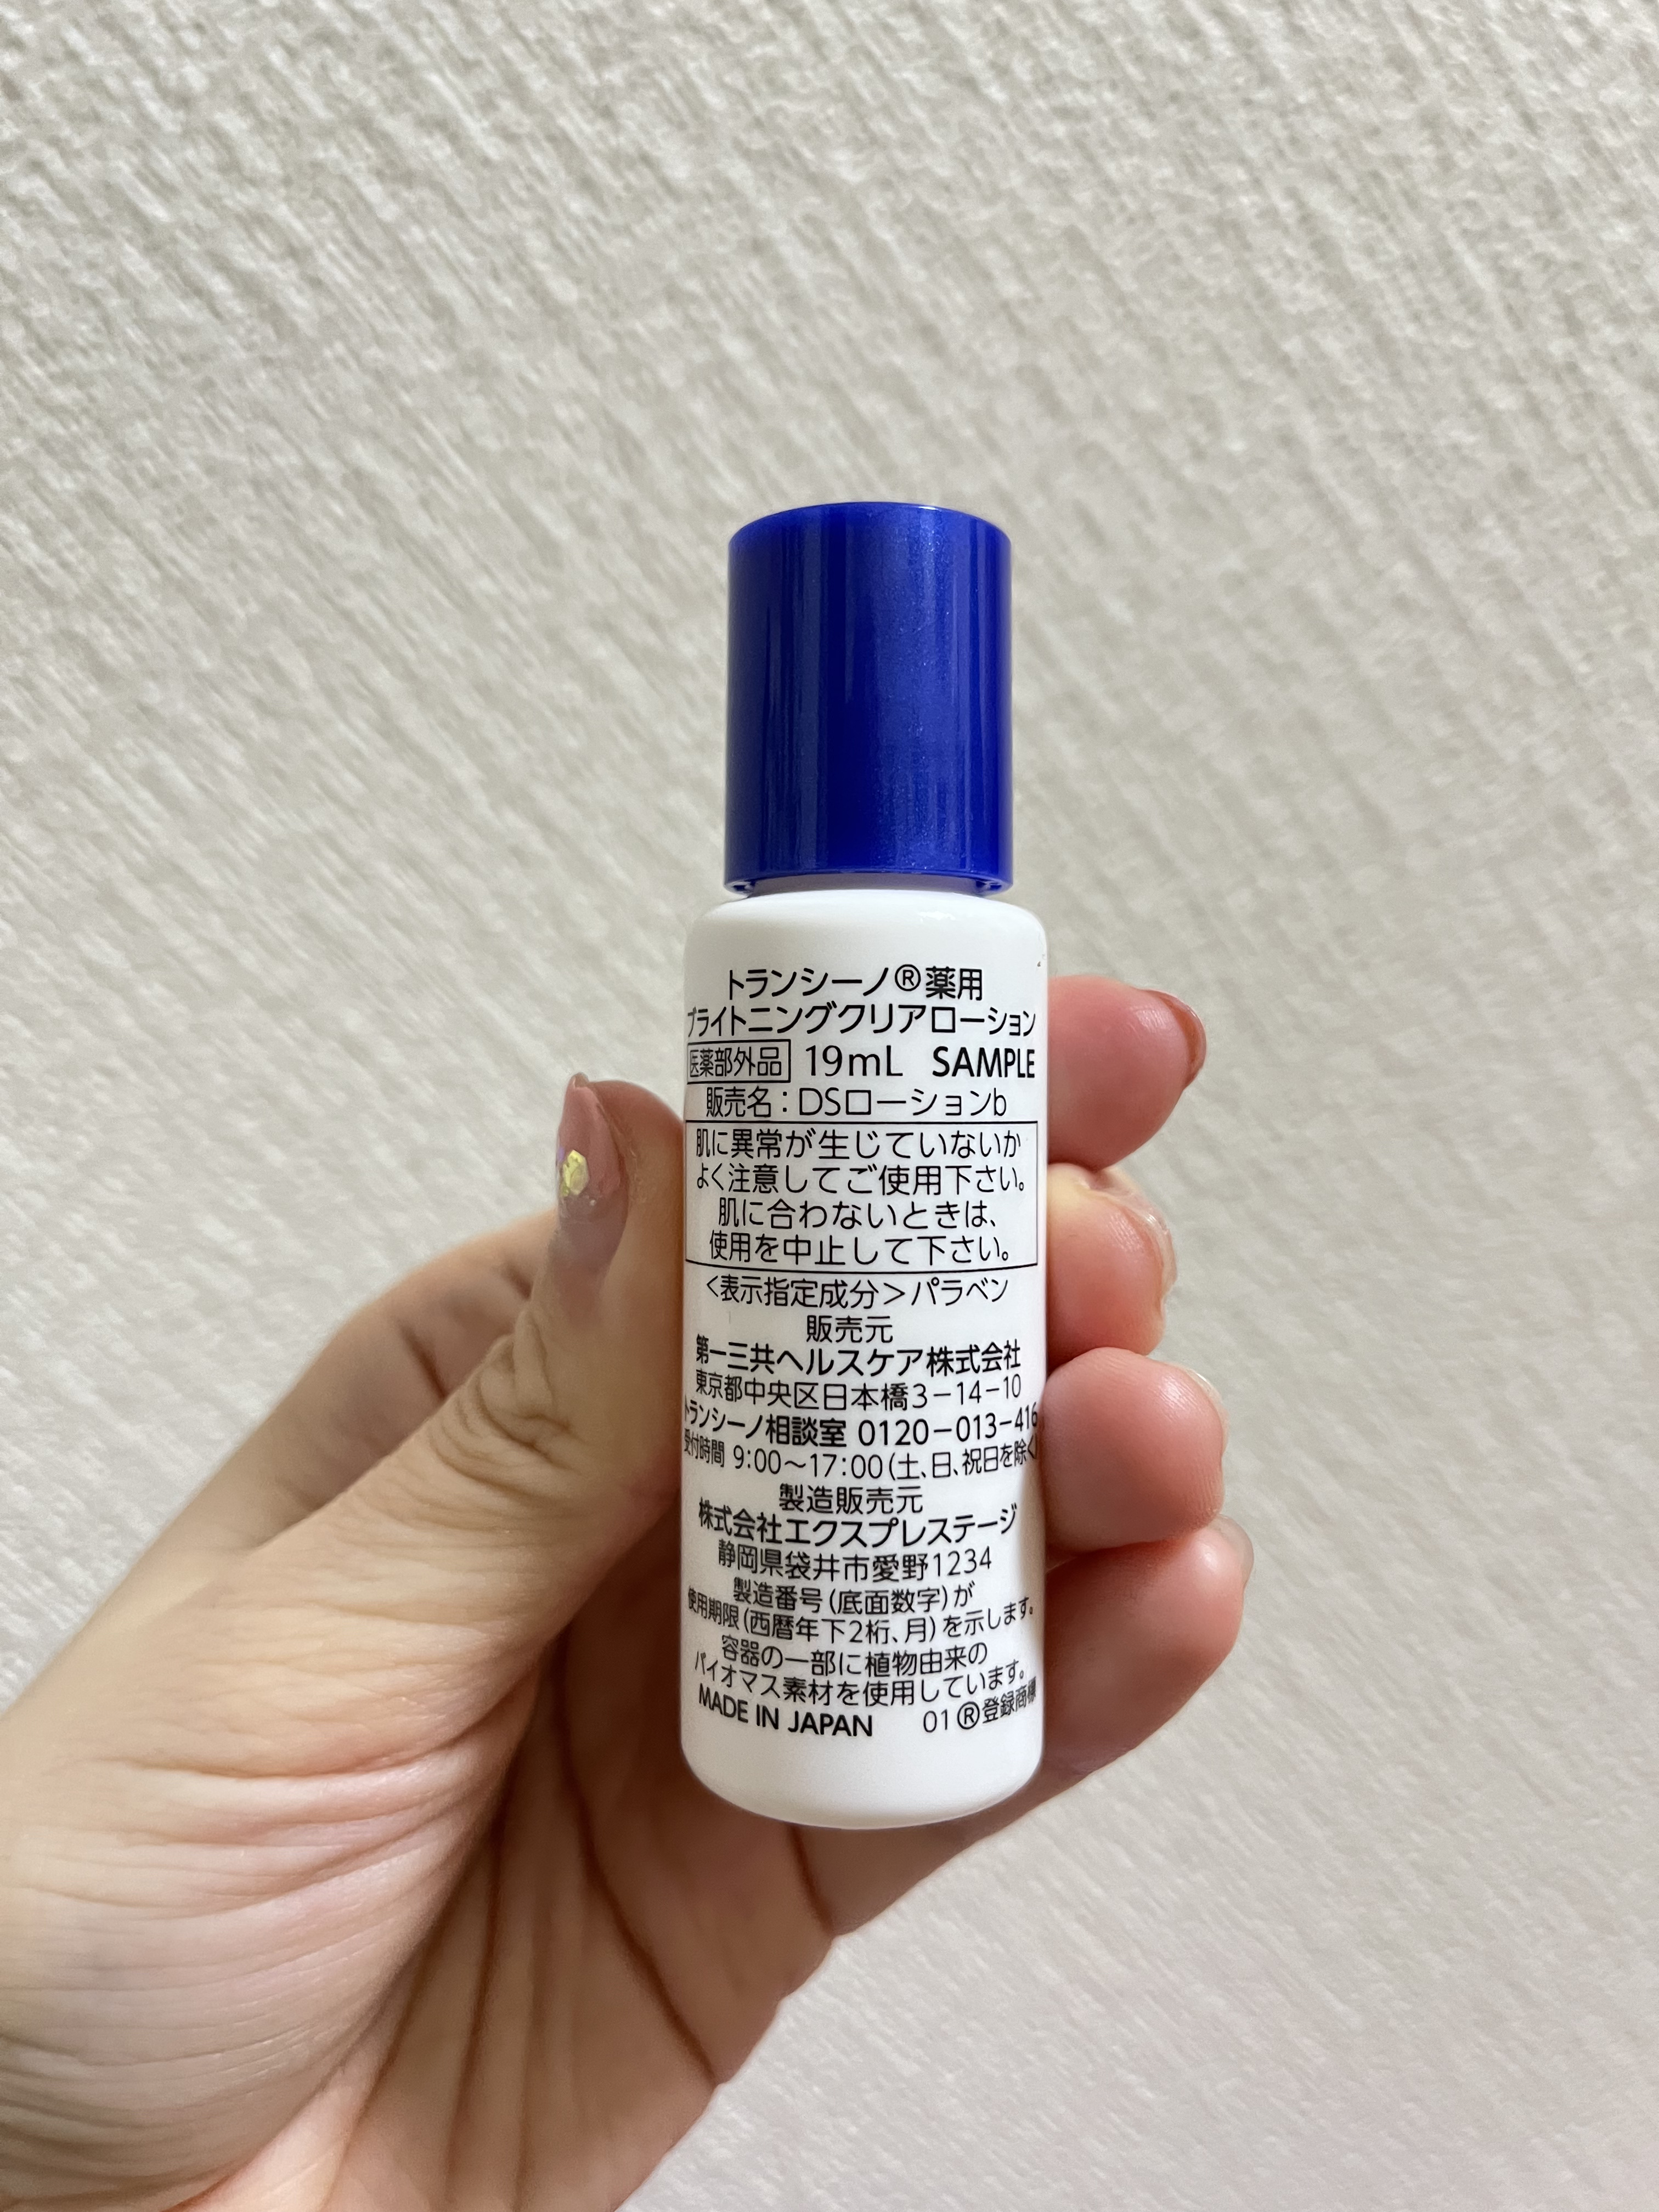 トランシーノ®薬用
ブライトニングクリアローション
医薬部外品 19mL SAMPLE
販売名：DSローションb
肌に異常が生じていないか
よく注意してご使用下さい。
肌に合わないときは、
使用を中止して下さい。
＜表示指定成分＞パラベン
販売元
第一三共ヘルスケア株式会社
東京都中央区日本橋3－14－10
トランシーノ相談室 0120－013－416
受付時間 9:00～17:00(土、日、祝日を除く)
製造販売元
株式会社エクスプレステージ
静岡県袋井市愛野1234
製造番号(底面数字)が
使用期限(西暦年下2桁、月)を示します。
容器の一部に植物由来の
バイオマス素材を使用しています。
MADE IN JAPAN 01 ®登録商標